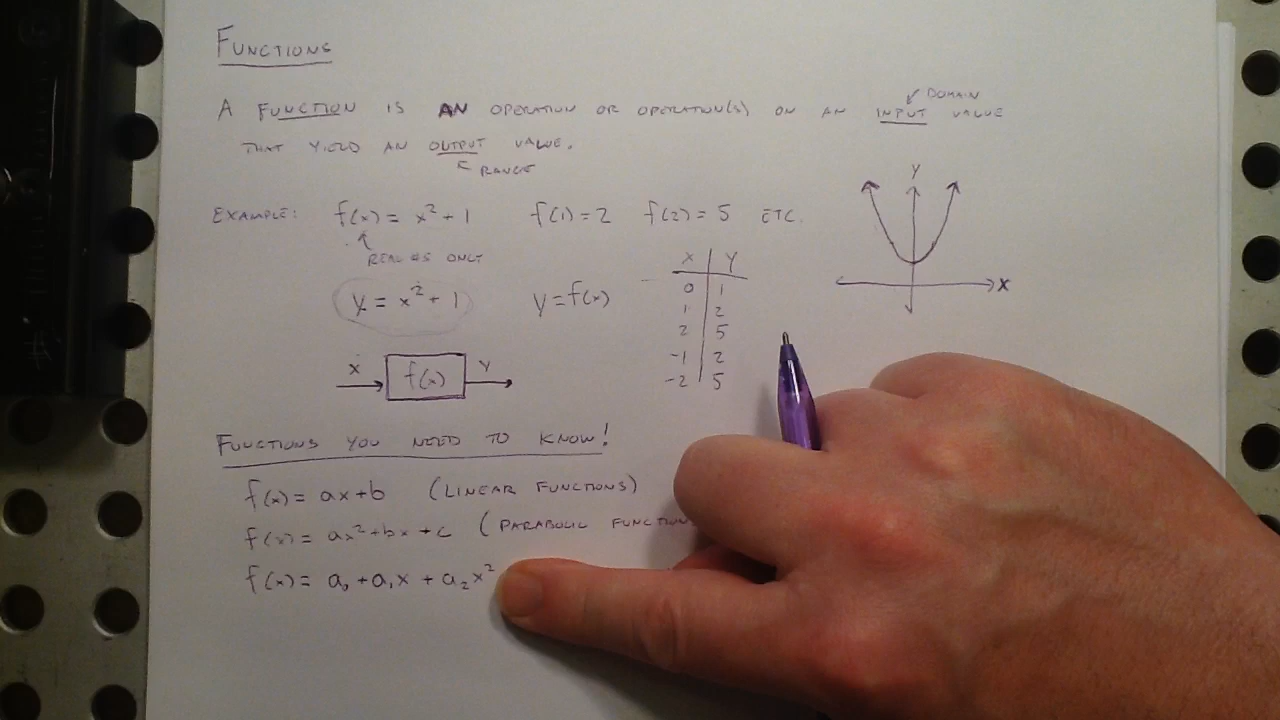 FUNCTIONS
A FUNCTION IS AN OPERATION OR OPERATION(S) ON AN INPUT VALUE
DOMAIN
THAT YIELD AN OUTPUT VALUE.
RANGE
EXAMPLE: f(x) = x² + 1 f(1) = 2 f(2) = 5 ETC.
REAL #S ONLY
y = x² + 1 y = f(x)
x f(x) y
x y
0 1
1 2
2 5
-1 2
-2 5
y
x
FUNCTIONS YOU NEED TO KNOW!
f(x) = ax+b (LINEAR FUNCTIONS)
f(x) = ax²+bx+c (PARABOLIC FUNCTION
f(x) = a₀ + a₁x + a₂x²